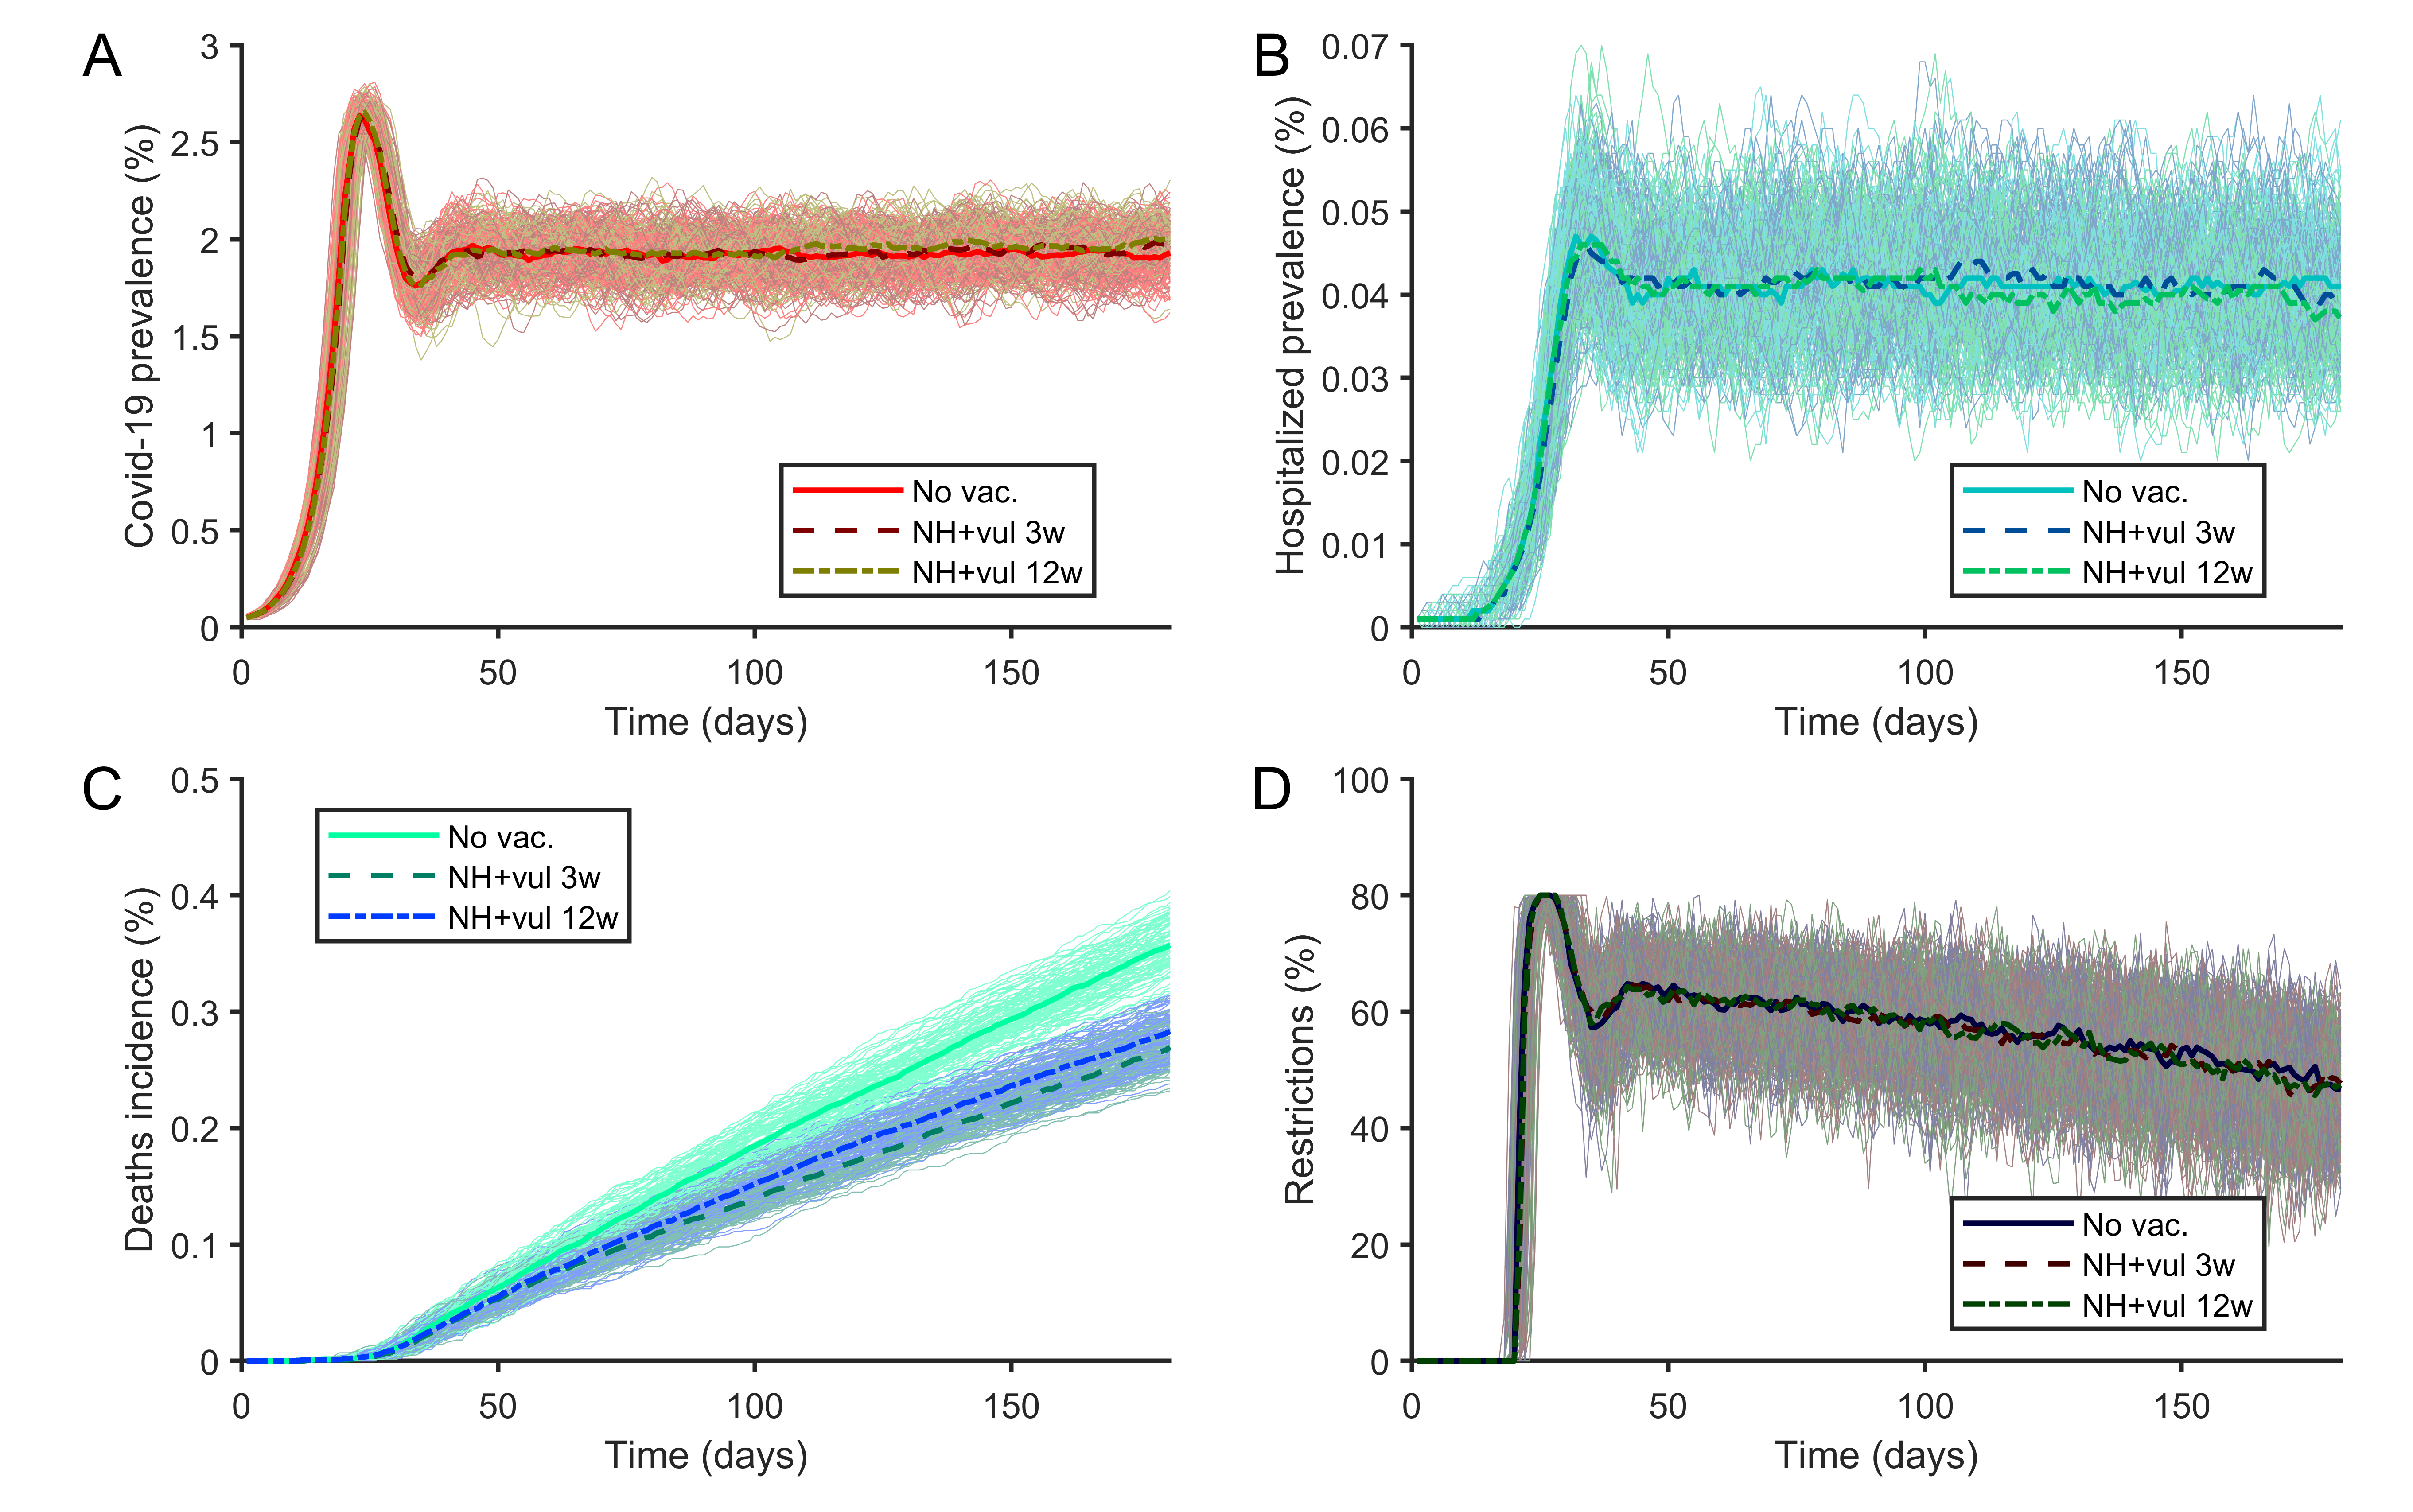 A
Covid-19 prevalence (%)
3
2.5
2
1.5
1
0.5
0
No vac.
NH+vul 3w
NH+vul 12w
0 50 100 150
Time (days)
B
Hospitalized prevalence (%)
0.07
0.06
0.05
0.04
0.03
0.02
0.01
0
No vac.
NH+vul 3w
NH+vul 12w
0 50 100 150
Time (days)
C
Deaths incidence (%)
0.5
0.4
0.3
0.2
0.1
0
No vac.
NH+vul 3w
NH+vul 12w
0 50 100 150
Time (days)
D
Restrictions (%)
100
80
60
40
20
0
No vac.
NH+vul 3w
NH+vul 12w
0 50 100 150
Time (days)